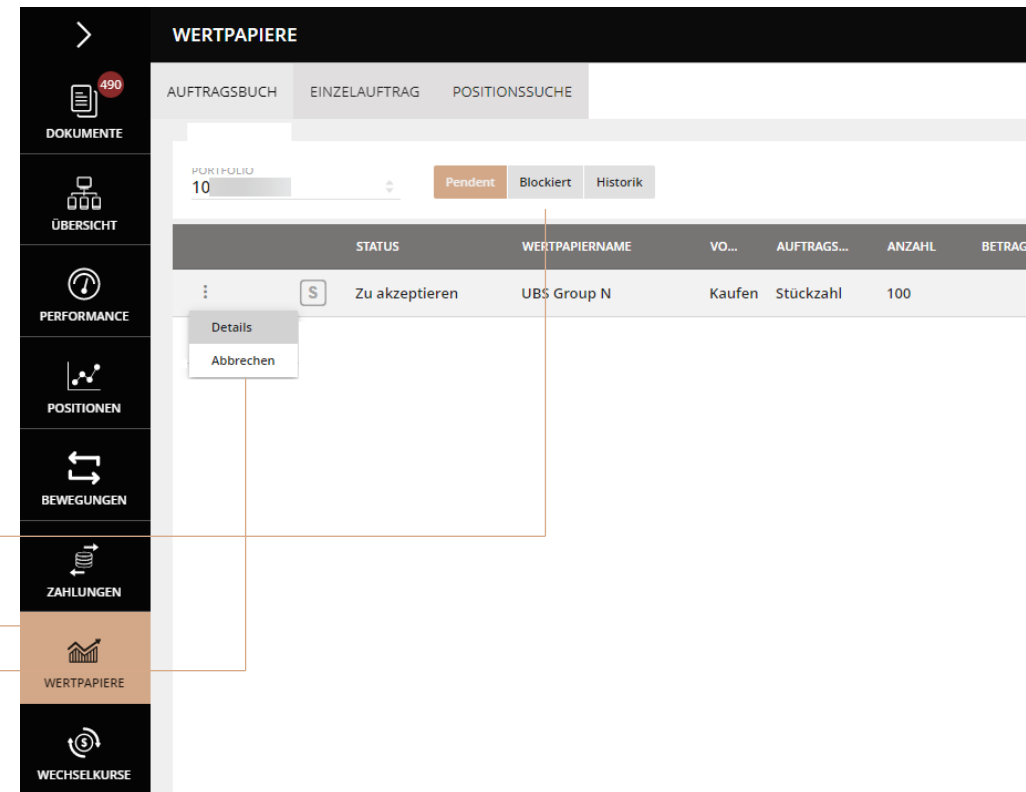 WERTPAPIERE
490
DOKUMENTE
ÜBERSICHT
PERFORMANCE
POSITIONEN
BEWEGUNGEN
ZAHLUNGEN
WERTPAPIERE
WECHSELKURSE
AUFTRAGSBUCH EINZELAUFTRAG POSITIONSSUCHE
PORTFOLIO
10
Pendent Blockiert Historik
STATUS WERTPAPIERNAME VO... AUFTRAGS... ANZAHL BETRAG
S Zu akzeptieren UBS Group N Kaufen Stückzahl 100
Details
Abbrechen